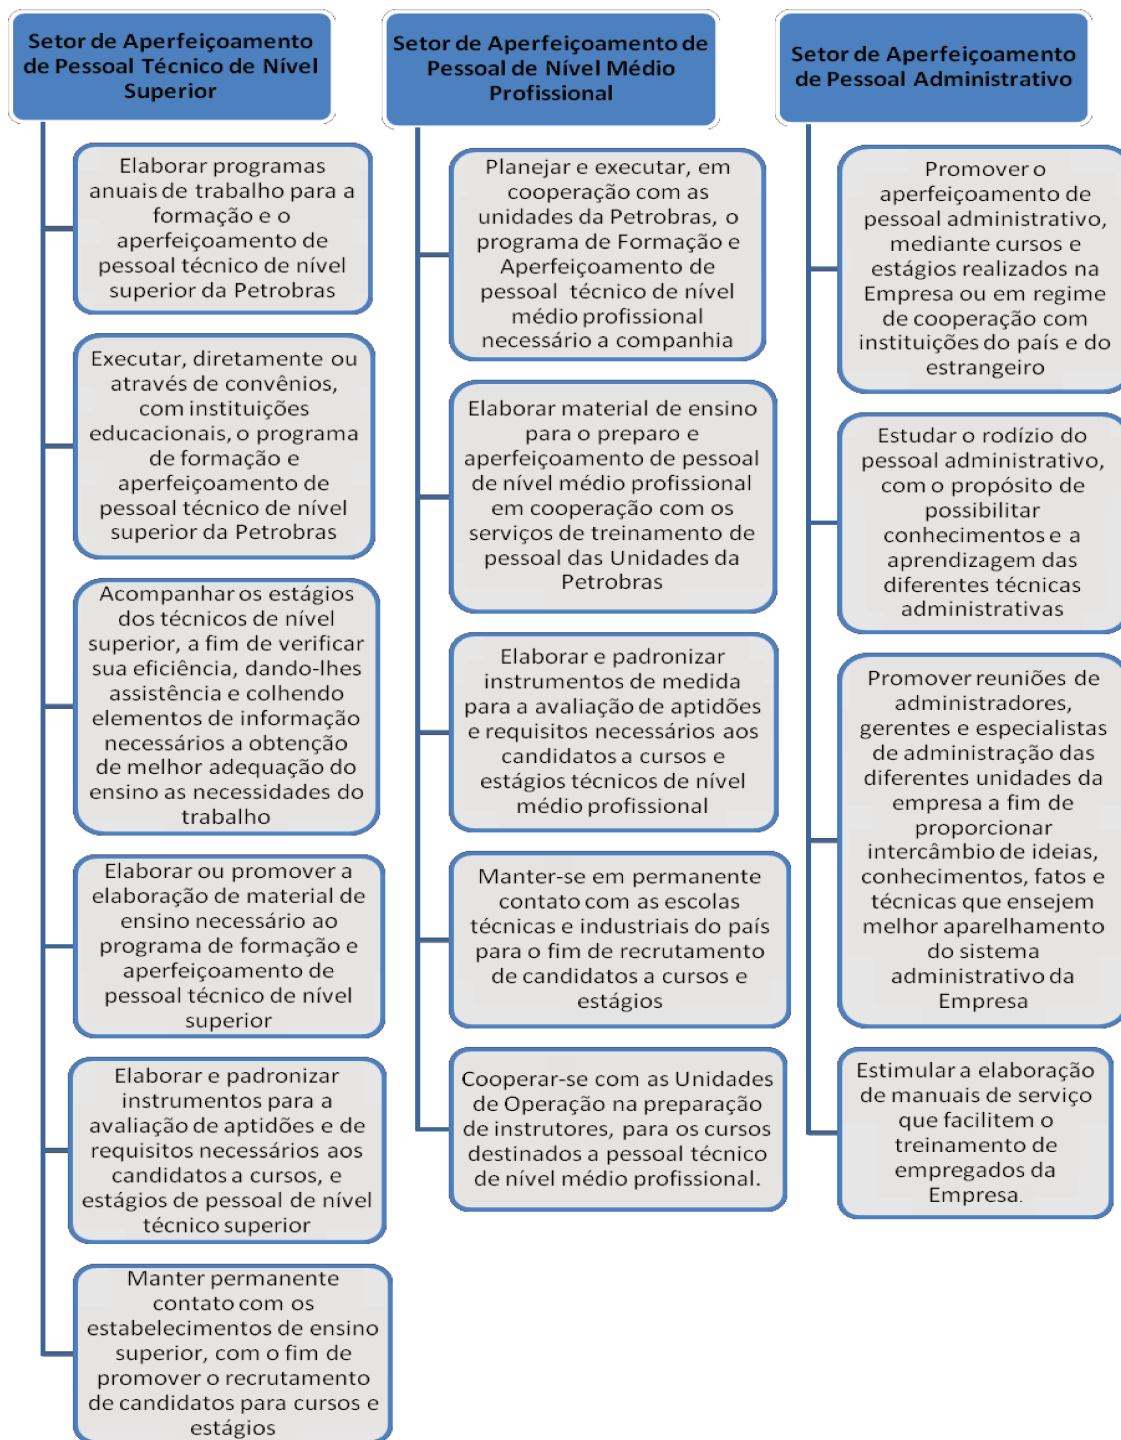 Setor de Aperfeiçoamento
de Pessoal Técnico de Nível
Superior
Elaborar programas
anuais de trabalho para a
formação e o
aperfeiçoamento de
pessoal técnico de nível
superior da Petrobras
Executar, diretamente ou
através de convênios,
com instituições
educacionais, o programa
de formação e
aperfeiçoamento de
pessoal técnico de nível
superior da Petrobras
Acompanhar os estágios
dos técnicos de nível
superior, a fim de verificar
sua eficiência, dando-lhes
assistência e colhendo
elementos de informação
necessários a obtenção
de melhor adequação do
ensino as necessidades do
trabalho
Elaborar ou promover a
elaboração de material de
ensino necessário ao
programa de formação e
aperfeiçoamento de
pessoal técnico de nível
superior
Elaborar e padronizar
instrumentos para a
avaliação de aptidões e de
requisitos necessários aos
candidatos a cursos, e
estágios de pessoal de nível
técnico superior
Manter permanente
contato com os
estabelecimentos de ensino
superior, com o fim de
promover o recrutamento
de candidatos para cursos e
estágios
Setor de Aperfeiçoamento de
Pessoal de Nível Médio
Profissional
Planejar e executar, em
cooperação com as
unidades da Petrobras, o
programa de Formação e
Aperfeiçoamento de
pessoal técnico de nível
médio profissional
necessário a companhia
Elaborar material de ensino
para o preparo e
aperfeiçoamento de pessoal
de nível médio profissional
em cooperação com os
serviços de treinamento de
pessoal das Unidades da
Petrobras
Elaborar e padronizar
instrumentos de medida
para a avaliação de aptidões
e requisitos necessários aos
candidatos a cursos e
estágios técnicos de nível
médio profissional
Manter-se em permanente
contato com as escolas
técnicas e industriais do país
para o fim de recrutamento
de candidatos a cursos e
estágios
Cooperar-se com as Unidades
de Operação na preparação
de instrutores, para os cursos
destinados a pessoal técnico
de nível médio profissional.
Setor de Aperfeiçoamento
de Pessoal Administrativo
Promover o
aperfeiçoamento de
pessoal administrativo,
mediante cursos e
estágios realizados na
Empresa ou em regime
de cooperação com
instituições do país e do
estrangeiro
Estudar o rodízio do
pessoal administrativo,
com o propósito de
possibilitar
conhecimentos e a
aprendizagem das
diferentes técnicas
administrativas
Promover reuniões de
administradores,
gerentes e especialistas
de administração das
diferentes unidades da
empresa a fim de
proporcionar
intercâmbio de ideias,
conhecimentos, fatos e
técnicas que ensejem
melhor aparelhamento
do sistema
administrativo da
Empresa
Estimular a elaboração
de manuais de serviço
que facilitem o
treinamento de
empregados da
Empresa.